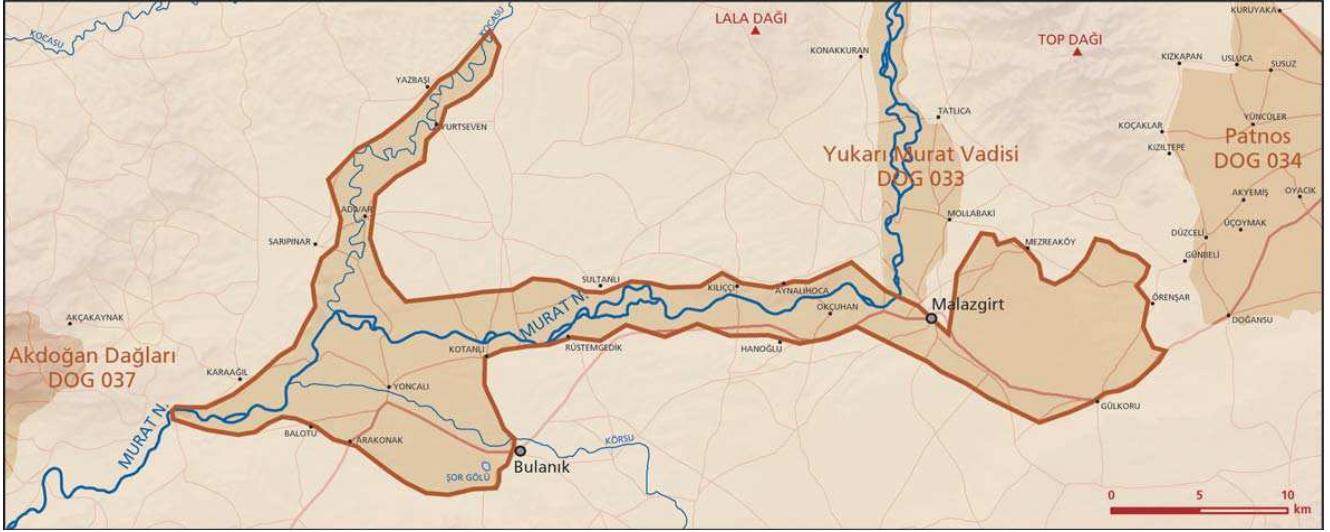 LALA DAĞI
KURUYAKA
KOCASU
KOCASU
KONAKKURAN
TOP DAĞI
KIZKAPAN
USLUCA
SUSUZ
YAZBAŞI
TATLICA
YURTSEVEN
KOÇAKLAR
YÜNCÜLER
Patnos
DOG 034
KIZILTEPE
Yukarı Murat Vadisi
DOG 033
AKYEMİŞ
OYACIK
MOLLABAKİ
ÜÇOYMAK
DÜZCELİ
SARIPINAR
MEZREAKÖY
GÜNBELİ
SULTANLI
KILIÇÇI
AYNALIHOCA
ÖRENŞAR
MURAT N.
OKÇUHAN
Malazgirt
AKÇAKAYNAK
DOĞANSU
Akdoğan Dağları
DOG 037
KOTANLI
RÜSTEMGEDİK
HANOĞLU
KARAAĞIL
YONCALI
GÜLKORU
MURAT N.
BALOTU
ARAKONAK
KÖRSU
Bulanık
ŞOR GÖLÜ
0 5 10
km